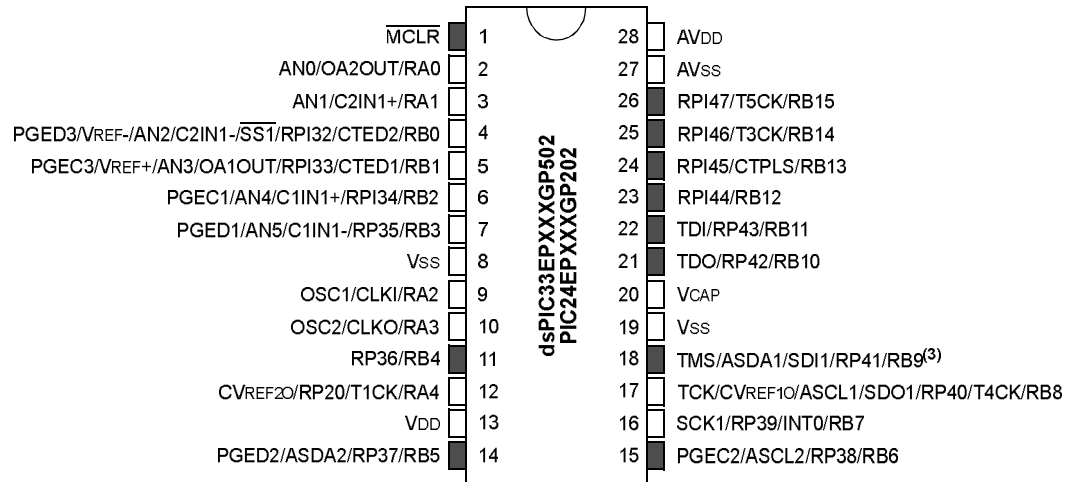 MCLR 1
AN0/OA2OUT/RA0 2
AN1/C2IN1+/RA1 3
PGED3/VREF-/AN2/C2IN1-/SS1/RPI32/CTED2/RB0 4
PGEC3/VREF+/AN3/OA1OUT/RPI33/CTED1/RB1 5
PGEC1/AN4/C1IN1+/RPI34/RB2 6
PGED1/AN5/C1IN1-/RP35/RB3 7
VSS 8
OSC1/CLKI/RA2 9
OSC2/CLKO/RA3 10
RP36/RB4 11
CVREF2O/RP20/T1CK/RA4 12
VDD 13
PGED2/ASDA2/RP37/RB5 14
dsPIC33EPXXXGP502
PIC24EPXXXGP202
28 AVDD
27 AVSS
26 RPI47/T5CK/RB15
25 RPI46/T3CK/RB14
24 RPI45/CTPLS/RB13
23 RPI44/RB12
22 TDI/RP43/RB11
21 TDO/RP42/RB10
20 VCAP
19 VSS
18 TMS/ASDA1/SDI1/RP41/RB9(3)
17 TCK/CVREF1O/ASCL1/SDO1/RP40/T4CK/RB8
16 SCK1/RP39/INT0/RB7
15 PGEC2/ASCL2/RP38/RB6